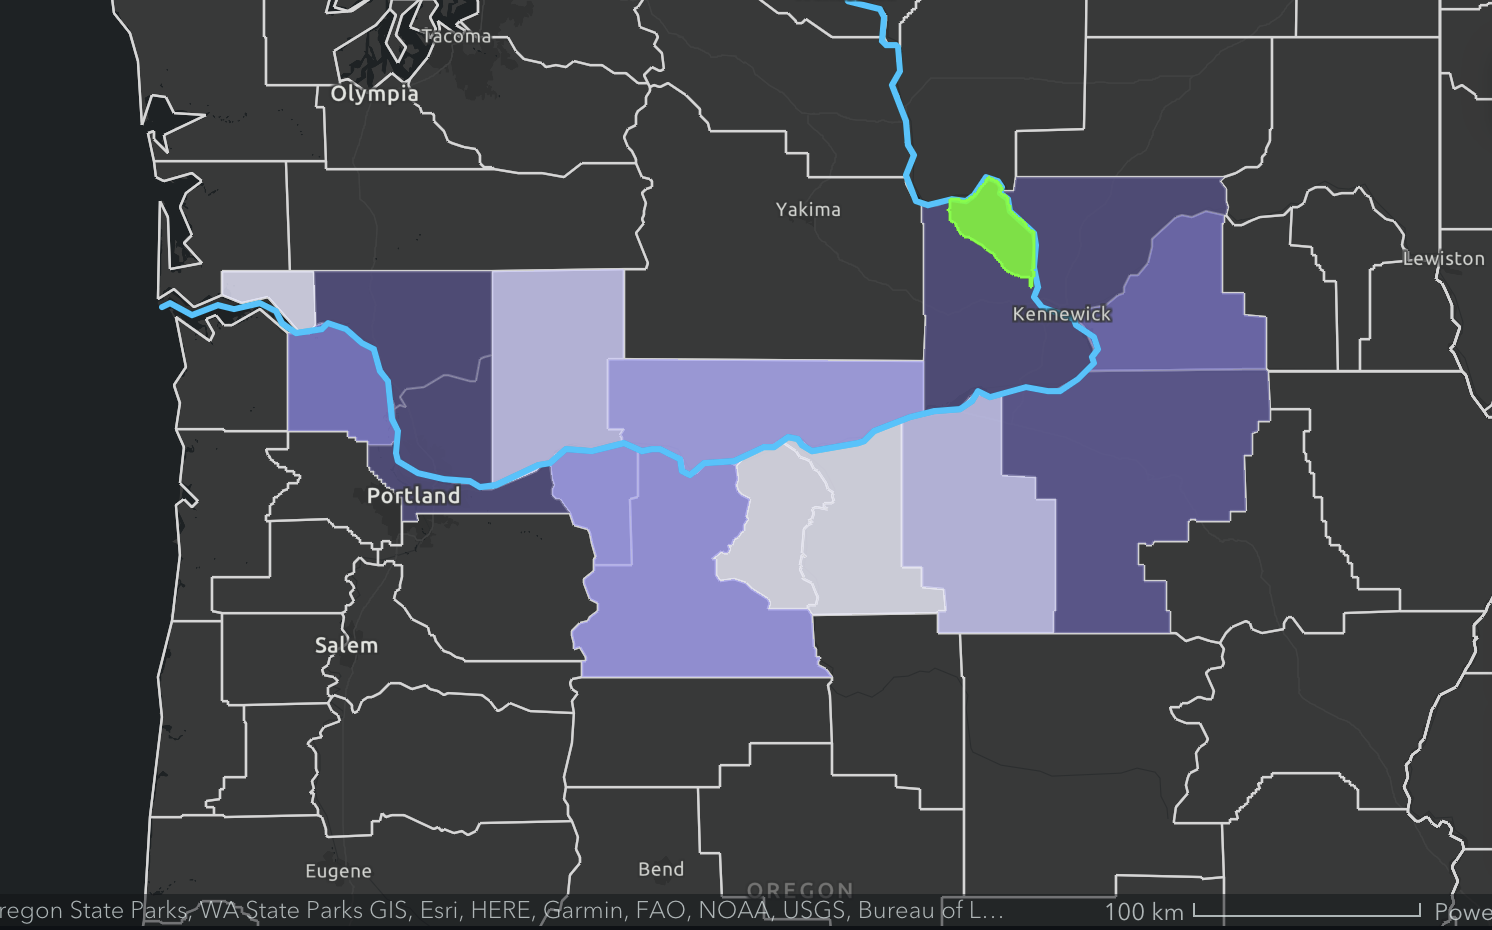 Tacoma
Olympia
Yakima
Lewiston
Kennewick
Portland
Salem
Eugene
Bend
OREGON
regon State Parks, WA State Parks GIS, Esri, HERE, Garmin, FAO, NOAA, USGS, Bureau of L...
100 km
Powe